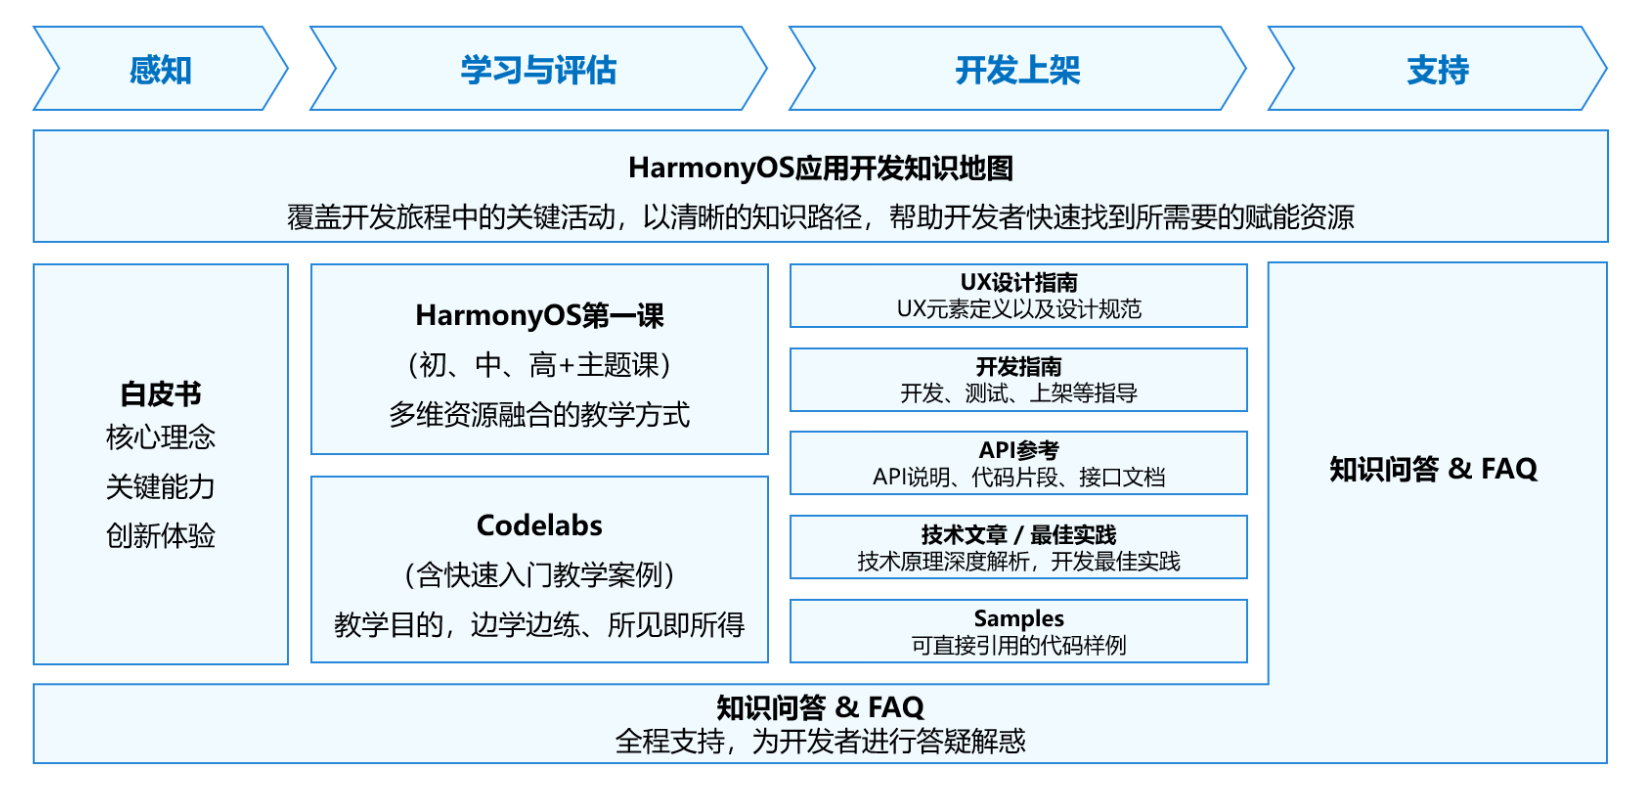 感知
学习与评估
开发上架
支持
HarmonyOS应用开发知识地图
覆盖开发旅程中的关键活动，以清晰的知识路径，帮助开发者快速找到所需要的赋能资源
白皮书
核心理念
关键能力
创新体验
HarmonyOS第一课
（初、中、高+主题课）
多维资源融合的教学方式
Codelabs
（含快速入门教学案例）
教学目的，边学边练、所见即所得
UX设计指南
UX元素定义以及设计规范
开发指南
开发、测试、上架等指导
API参考
API说明、代码片段、接口文档
技术文章 / 最佳实践
技术原理深度解析，开发最佳实践
Samples
可直接引用的代码样例
知识问答 & FAQ
知识问答 & FAQ
全程支持，为开发者进行答疑解惑